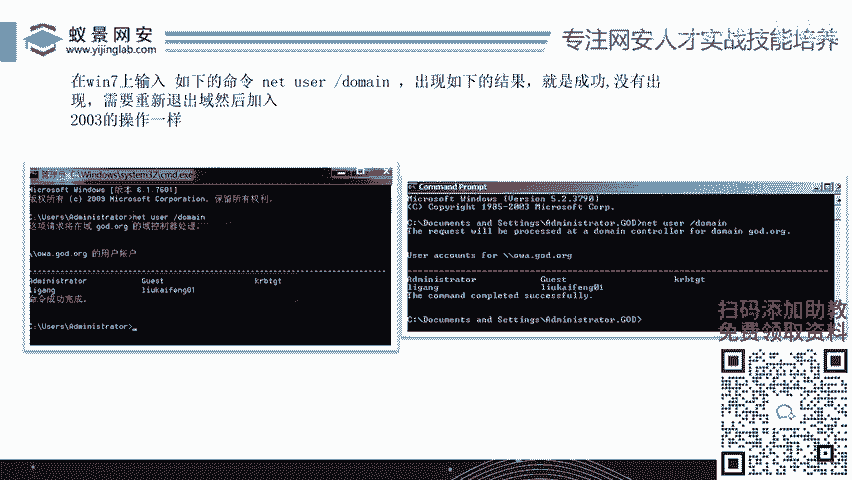 蚁景网安
www.yijinglab.com
专注网安人才实战技能培养
在win7上输入 如下的命令 net user /domain ，出现如下的结果，就是成功,没有出
现，需要重新退出域然后加入
2003的操作一样
管理员: C:\Windows\system32\cmd.exe
Microsoft Windows [版本 6.1.7601]
版权所有 (c) 2009 Microsoft Corporation。保留所有权利。
C:\Users\Administrator>net user /domain
这项请求将在域 god.org 的域控制器处理。
\\owa.god.org 的用户帐户
Administrator Guest krbtgt
ligang liukaifeng01
命令成功完成。
C:\Users\Administrator>_
Command Prompt
Microsoft Windows [Version 5.2.3790]
(C) Copyright 1985-2003 Microsoft Corp.
C:\Documents and Settings\Administrator.GOD>net user /domain
The request will be processed at a domain controller for domain god.org.
User accounts for \\owa.god.org
Administrator Guest krbtgt
ligang liukaifeng01
The command completed successfully.
C:\Documents and Settings\Administrator.GOD>
扫码添加助教
免费领取资料